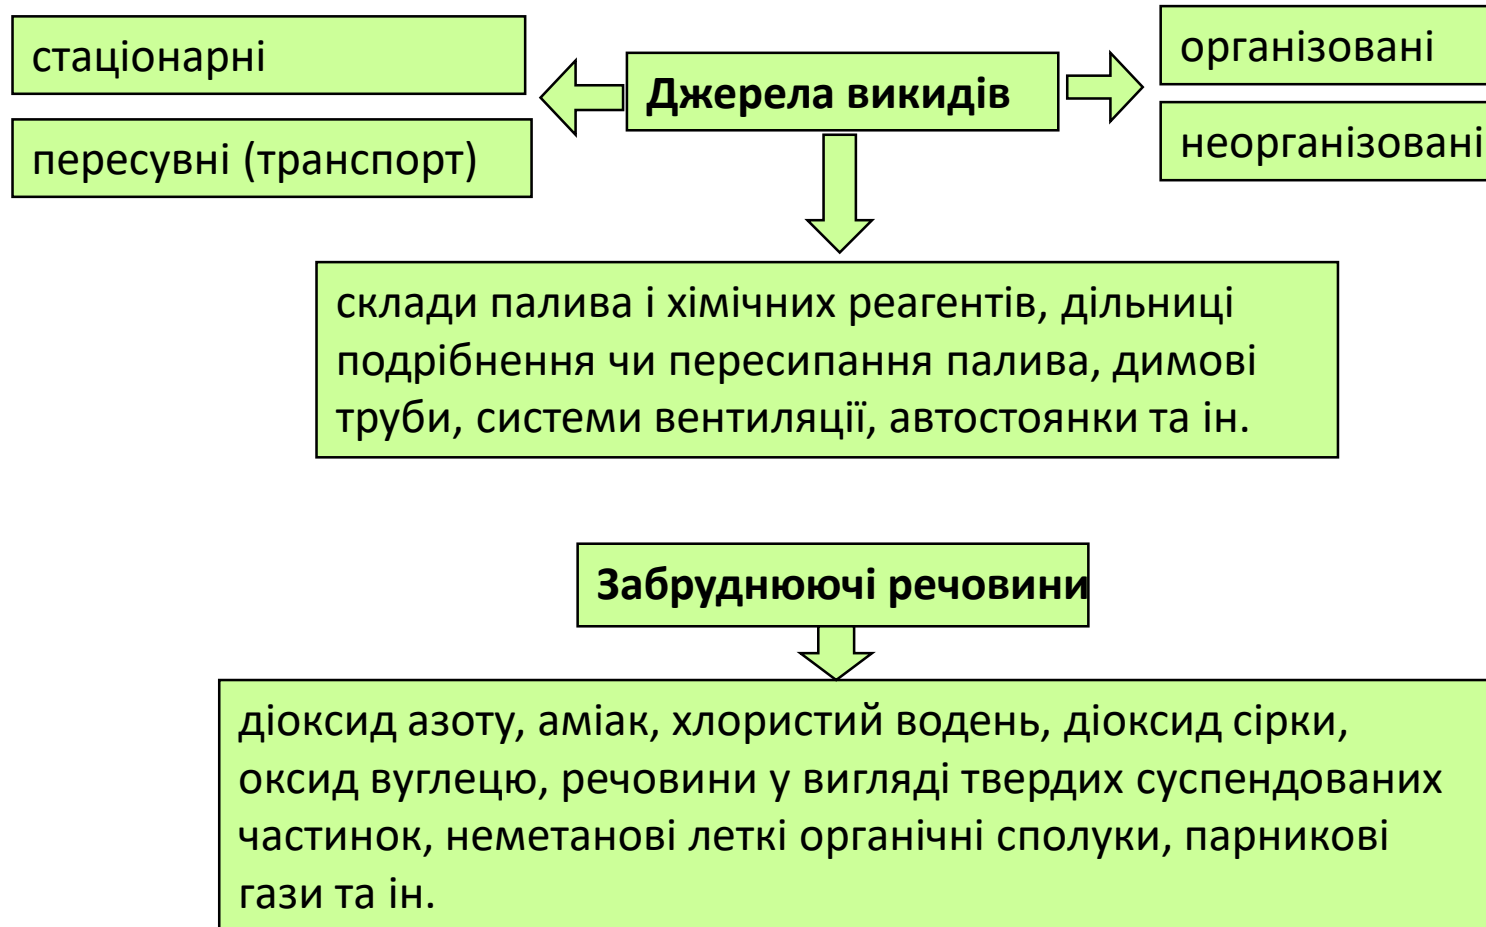 стаціонарні
пересувні (транспорт)
Джерела викидів
організовані
неорганізовані
склади палива і хімічних реагентів, дільниці
подрібнення чи пересипання палива, димові
труби, системи вентиляції, автостоянки та ін.
Забруднюючі речовини
діоксид азоту, аміак, хлористий водень, діоксид сірки,
оксид вуглецю, речовини у вигляді твердих суспендованих
частинок, неметанові леткі органічні сполуки, парникові
гази та ін.